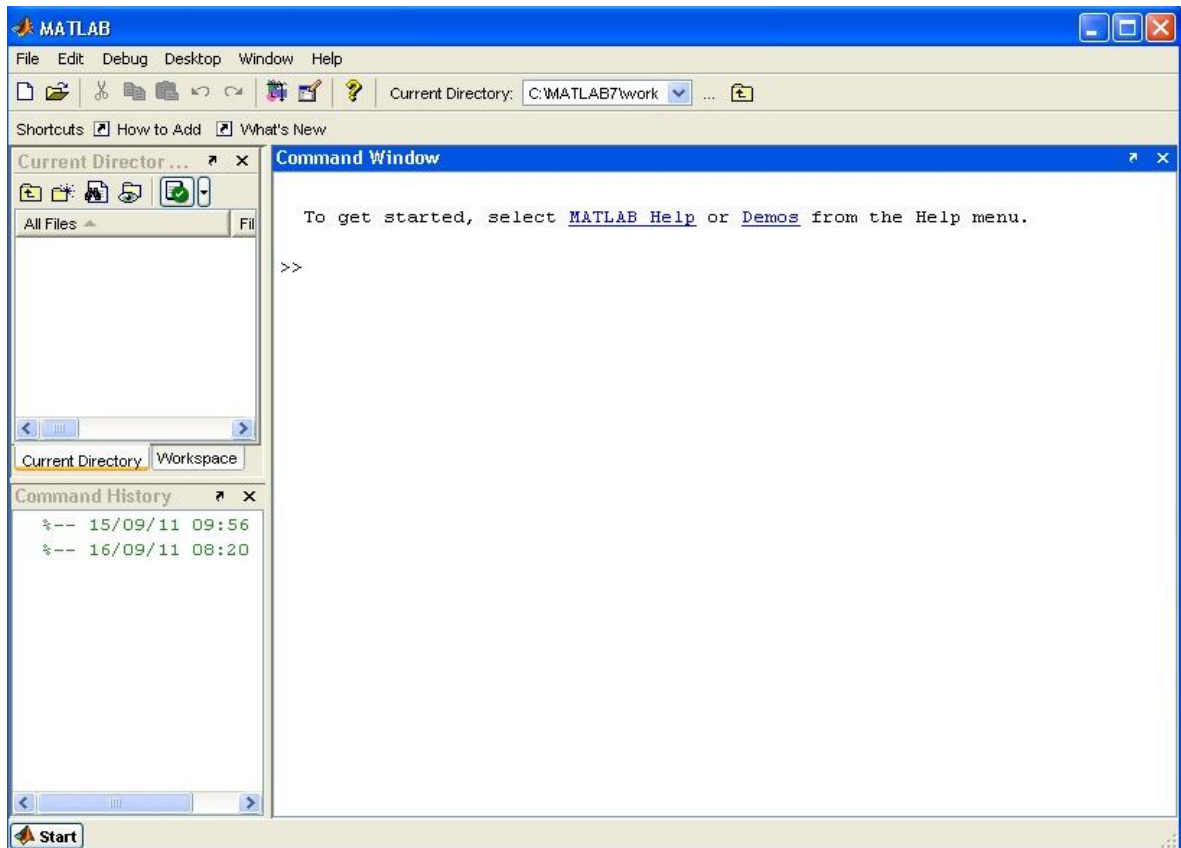 MATLAB
File Edit Debug Desktop Window Help
Current Directory: C:\MATLAB7\work ...
Shortcuts How to Add What's New
Current Director...
All Files Fil
Current Directory Workspace
Command History
%-- 15/09/11 09:56
%-- 16/09/11 08:20
Command Window
To get started, select MATLAB Help or Demos from the Help menu.
>>
Start